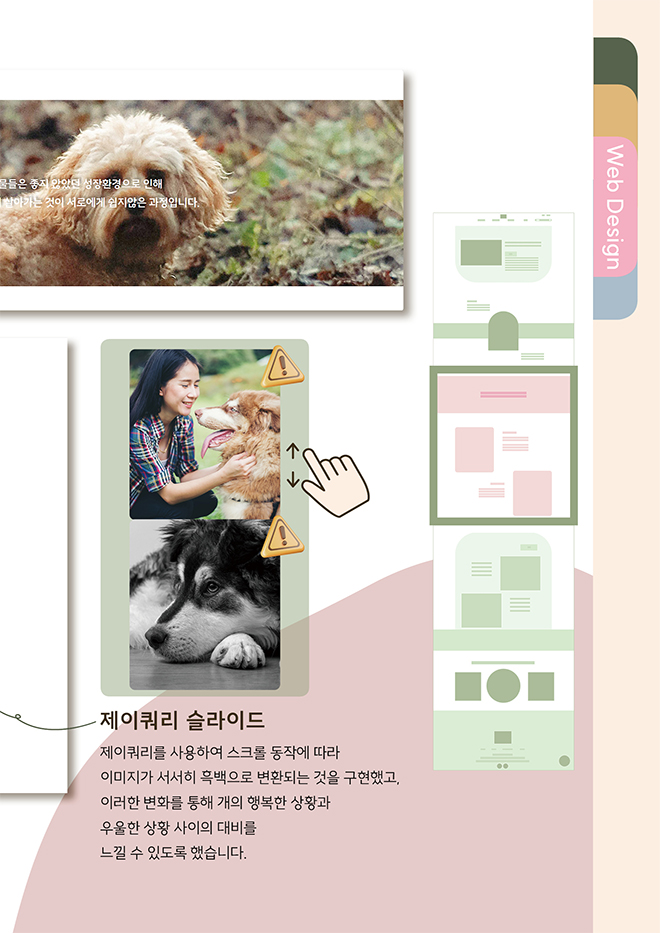 물들은 좋지 않았던 성장환경으로 인해
살아가는 것이 서로에게 쉽지않은 과정입니다.
Web Design
제이쿼리 슬라이드
제이쿼리를 사용하여 스크롤 동작에 따라
이미지가 서서히 흑백으로 변환되는 것을 구현했고,
이러한 변화를 통해 개의 행복한 상황과
우울한 상황 사이의 대비를
느낄 수 있도록 했습니다.